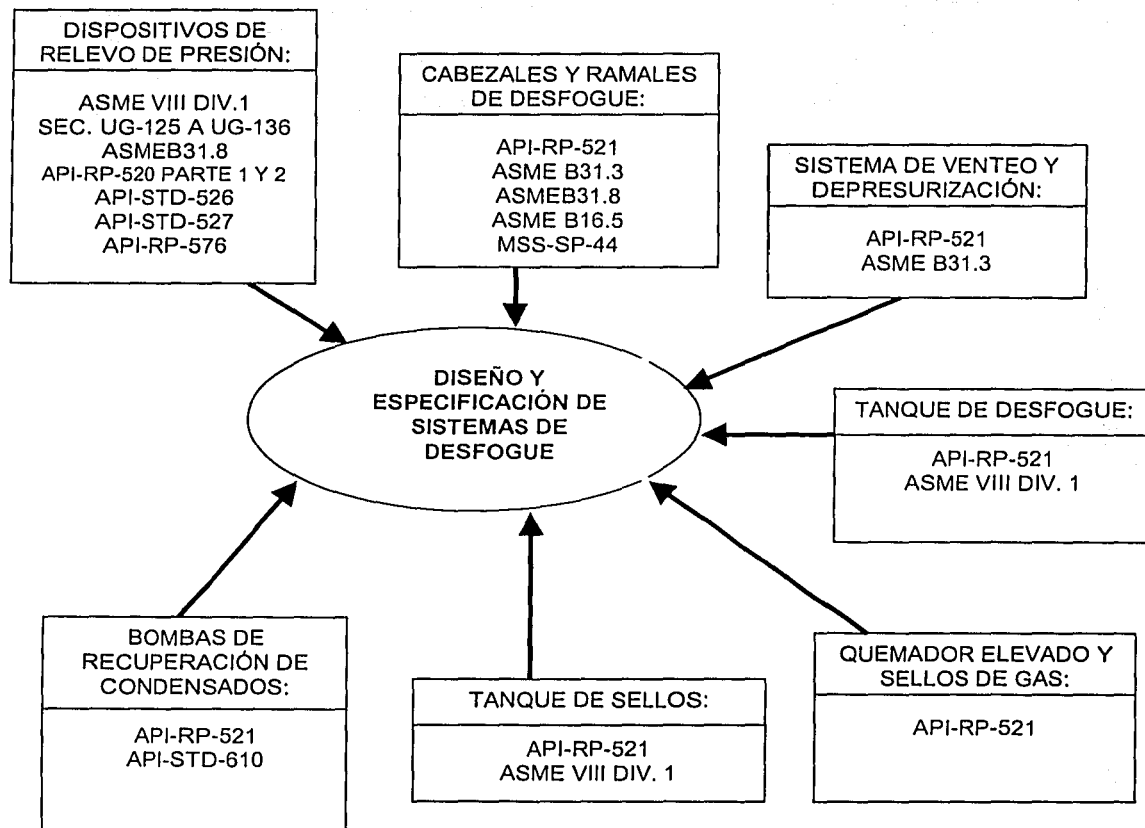 DISPOSITIVOS DE
RELEVO DE PRESIÓN:
ASME VIII DIV.1
SEC. UG-125 A UG-136
ASMEB31.8
API-RP-520 PARTE 1 Y 2
API-STD-526
API-STD-527
API-RP-576
CABEZALES Y RAMALES
DE DESFOGUE:
API-RP-521
ASME B31.3
ASMEB31.8
ASME B16.5
MSS-SP-44
SISTEMA DE VENTEO Y
DEPRESURIZACIÓN:
API-RP-521
ASME B31.3
DISEÑO Y
ESPECIFICACIÓN DE
SISTEMAS DE
DESFOGUE
TANQUE DE DESFOGUE:
API-RP-521
ASME VIII DIV. 1
BOMBAS DE
RECUPERACIÓN DE
CONDENSADOS:
API-RP-521
API-STD-610
TANQUE DE SELLOS:
API-RP-521
ASME VIII DIV. 1
QUEMADOR ELEVADO Y
SELLOS DE GAS:
API-RP-521